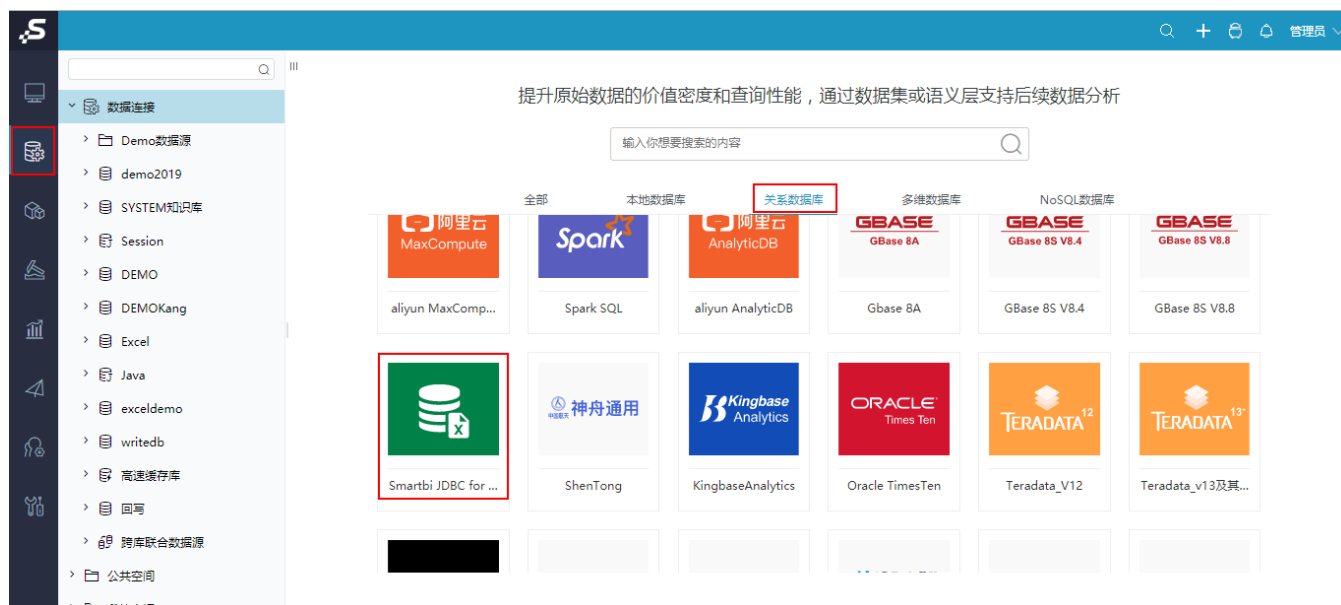 S
管理员
数据连接
提升原始数据的价值密度和查询性能，通过数据集或语义层支持后续数据分析
Demo数据源
输入你想要搜索的内容
demo2019
全部 本地数据库 关系数据库 多维数据库 NoSQL数据库
SYSTEM知识库
Session
DEMO
DEMOKang
Excel
Java
exceldemo
writedb
高速缓存库
回写
跨库联合数据源
公共空间
阿里云
MaxCompute
Spark
阿里云
AnalyticDB
GBASE
GBase 8A
GBASE
GBase 8S V8.4
GBASE
GBase 8S V8.8
aliyun MaxComp... Spark SQL aliyun AnalyticDB Gbase 8A GBase 8S V8.4 GBase 8S V8.8
X
中国航天 神舟通用
Kingbase
Analytics
ORACLE
Times Ten
TERADATA 12
TERADATA 13+
Smartbi JDBC for ... ShenTong KingbaseAnalytics Oracle TimesTen Teradata_V12 Teradata_v13及其...